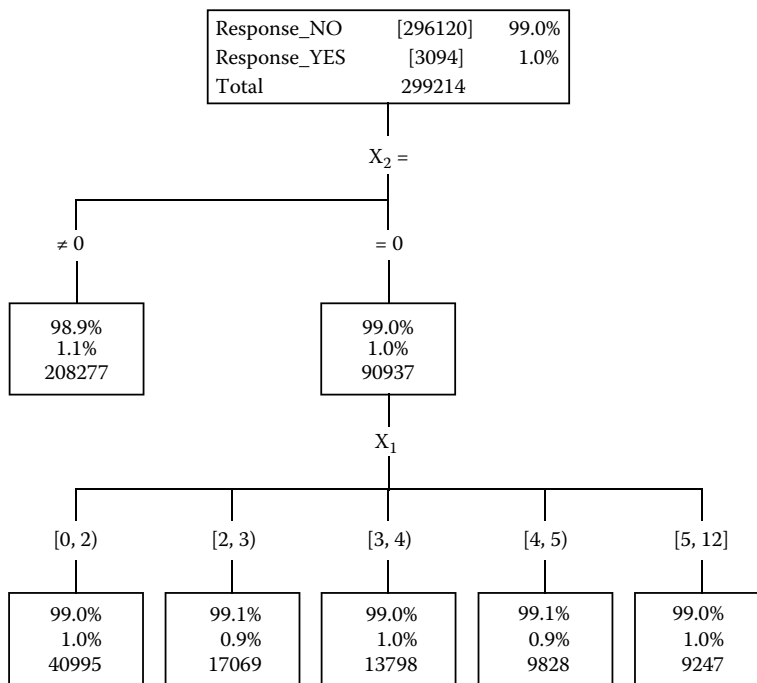 Response_NO [296120] 99.0%
Response_YES [3094] 1.0%
Total 299214
X₂ =
≠ 0 = 0
98.9% 99.0%
1.1% 1.0%
208277 90937
X₁
[0, 2) [2, 3) [3, 4) [4, 5) [5, 12]
99.0% 99.1% 99.0% 99.1% 99.0%
1.0% 0.9% 1.0% 0.9% 1.0%
40995 17069 13798 9828 9247